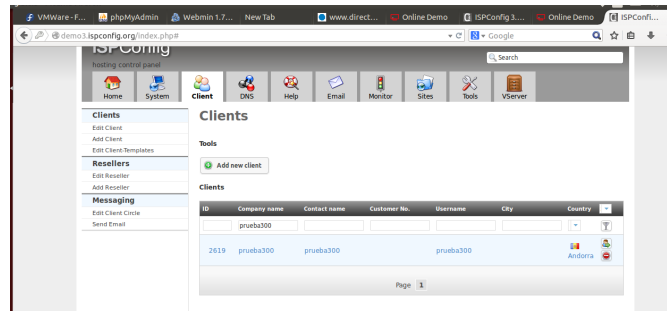 VMWare - F... phpMyAdmin Webmin 1.7... New Tab www.direct... Online Demo ISPConfig 3.... Online Demo ISPConfi...
demo3.ispconfig.org/index.php# Google
ISPConfig
hosting control panel
Search
Home System Client DNS Help Email Monitor Sites Tools VServer
Clients
Edit Client
Add Client
Edit Client-Templates
Resellers
Edit Reseller
Add Reseller
Messaging
Edit Client Circle
Send Email
Clients
Tools
Add new client
Clients
ID Company name Contact name Customer No. Username City Country
prueba300
2619 prueba300 prueba300 prueba300 Andorra
Page 1